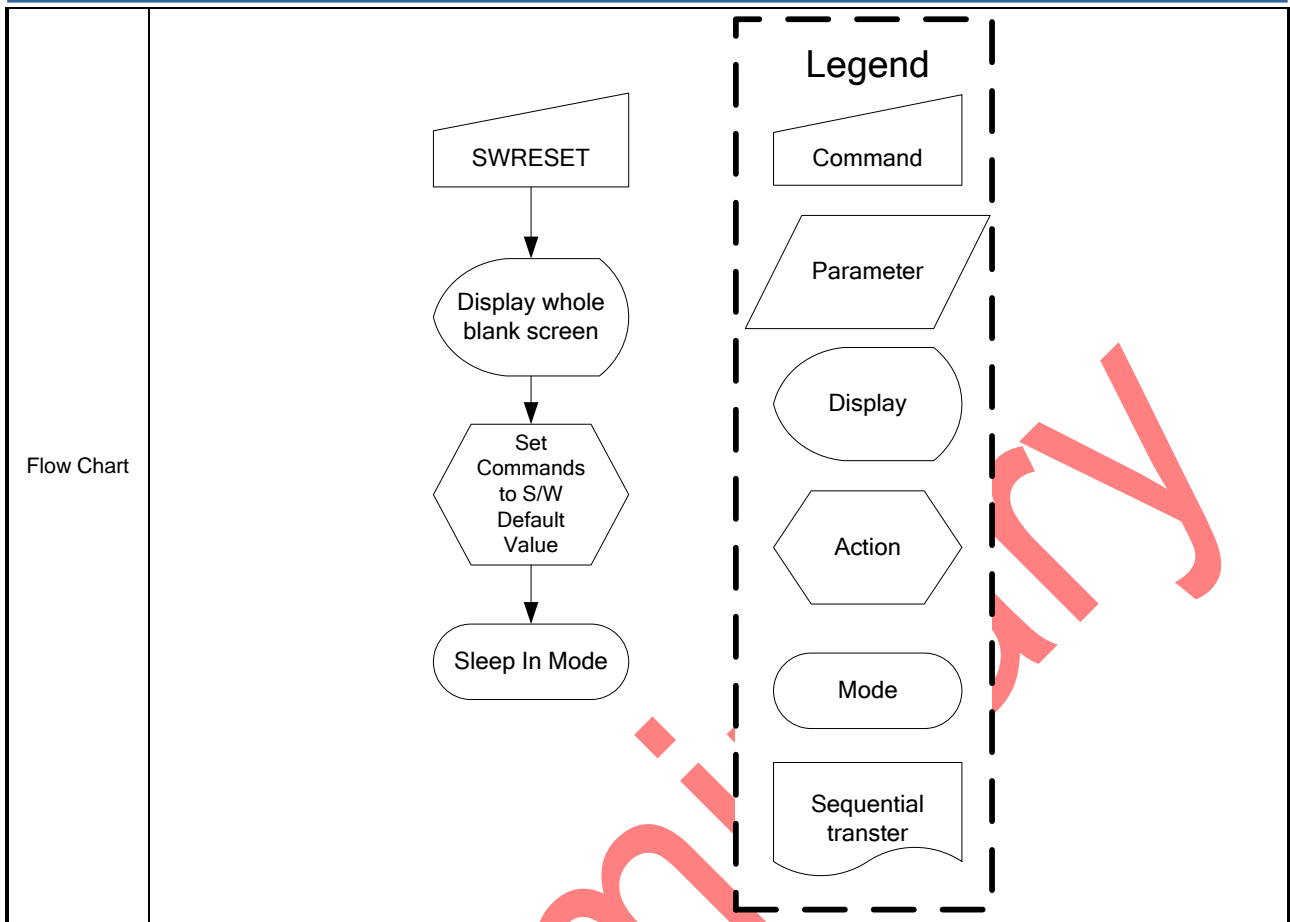 Flow Chart
SWRESET
Display whole
blank screen
Set
Commands
to S/W
Default
Value
Sleep In Mode
Legend
Command
Parameter
Display
Action
Mode
Sequential
transter